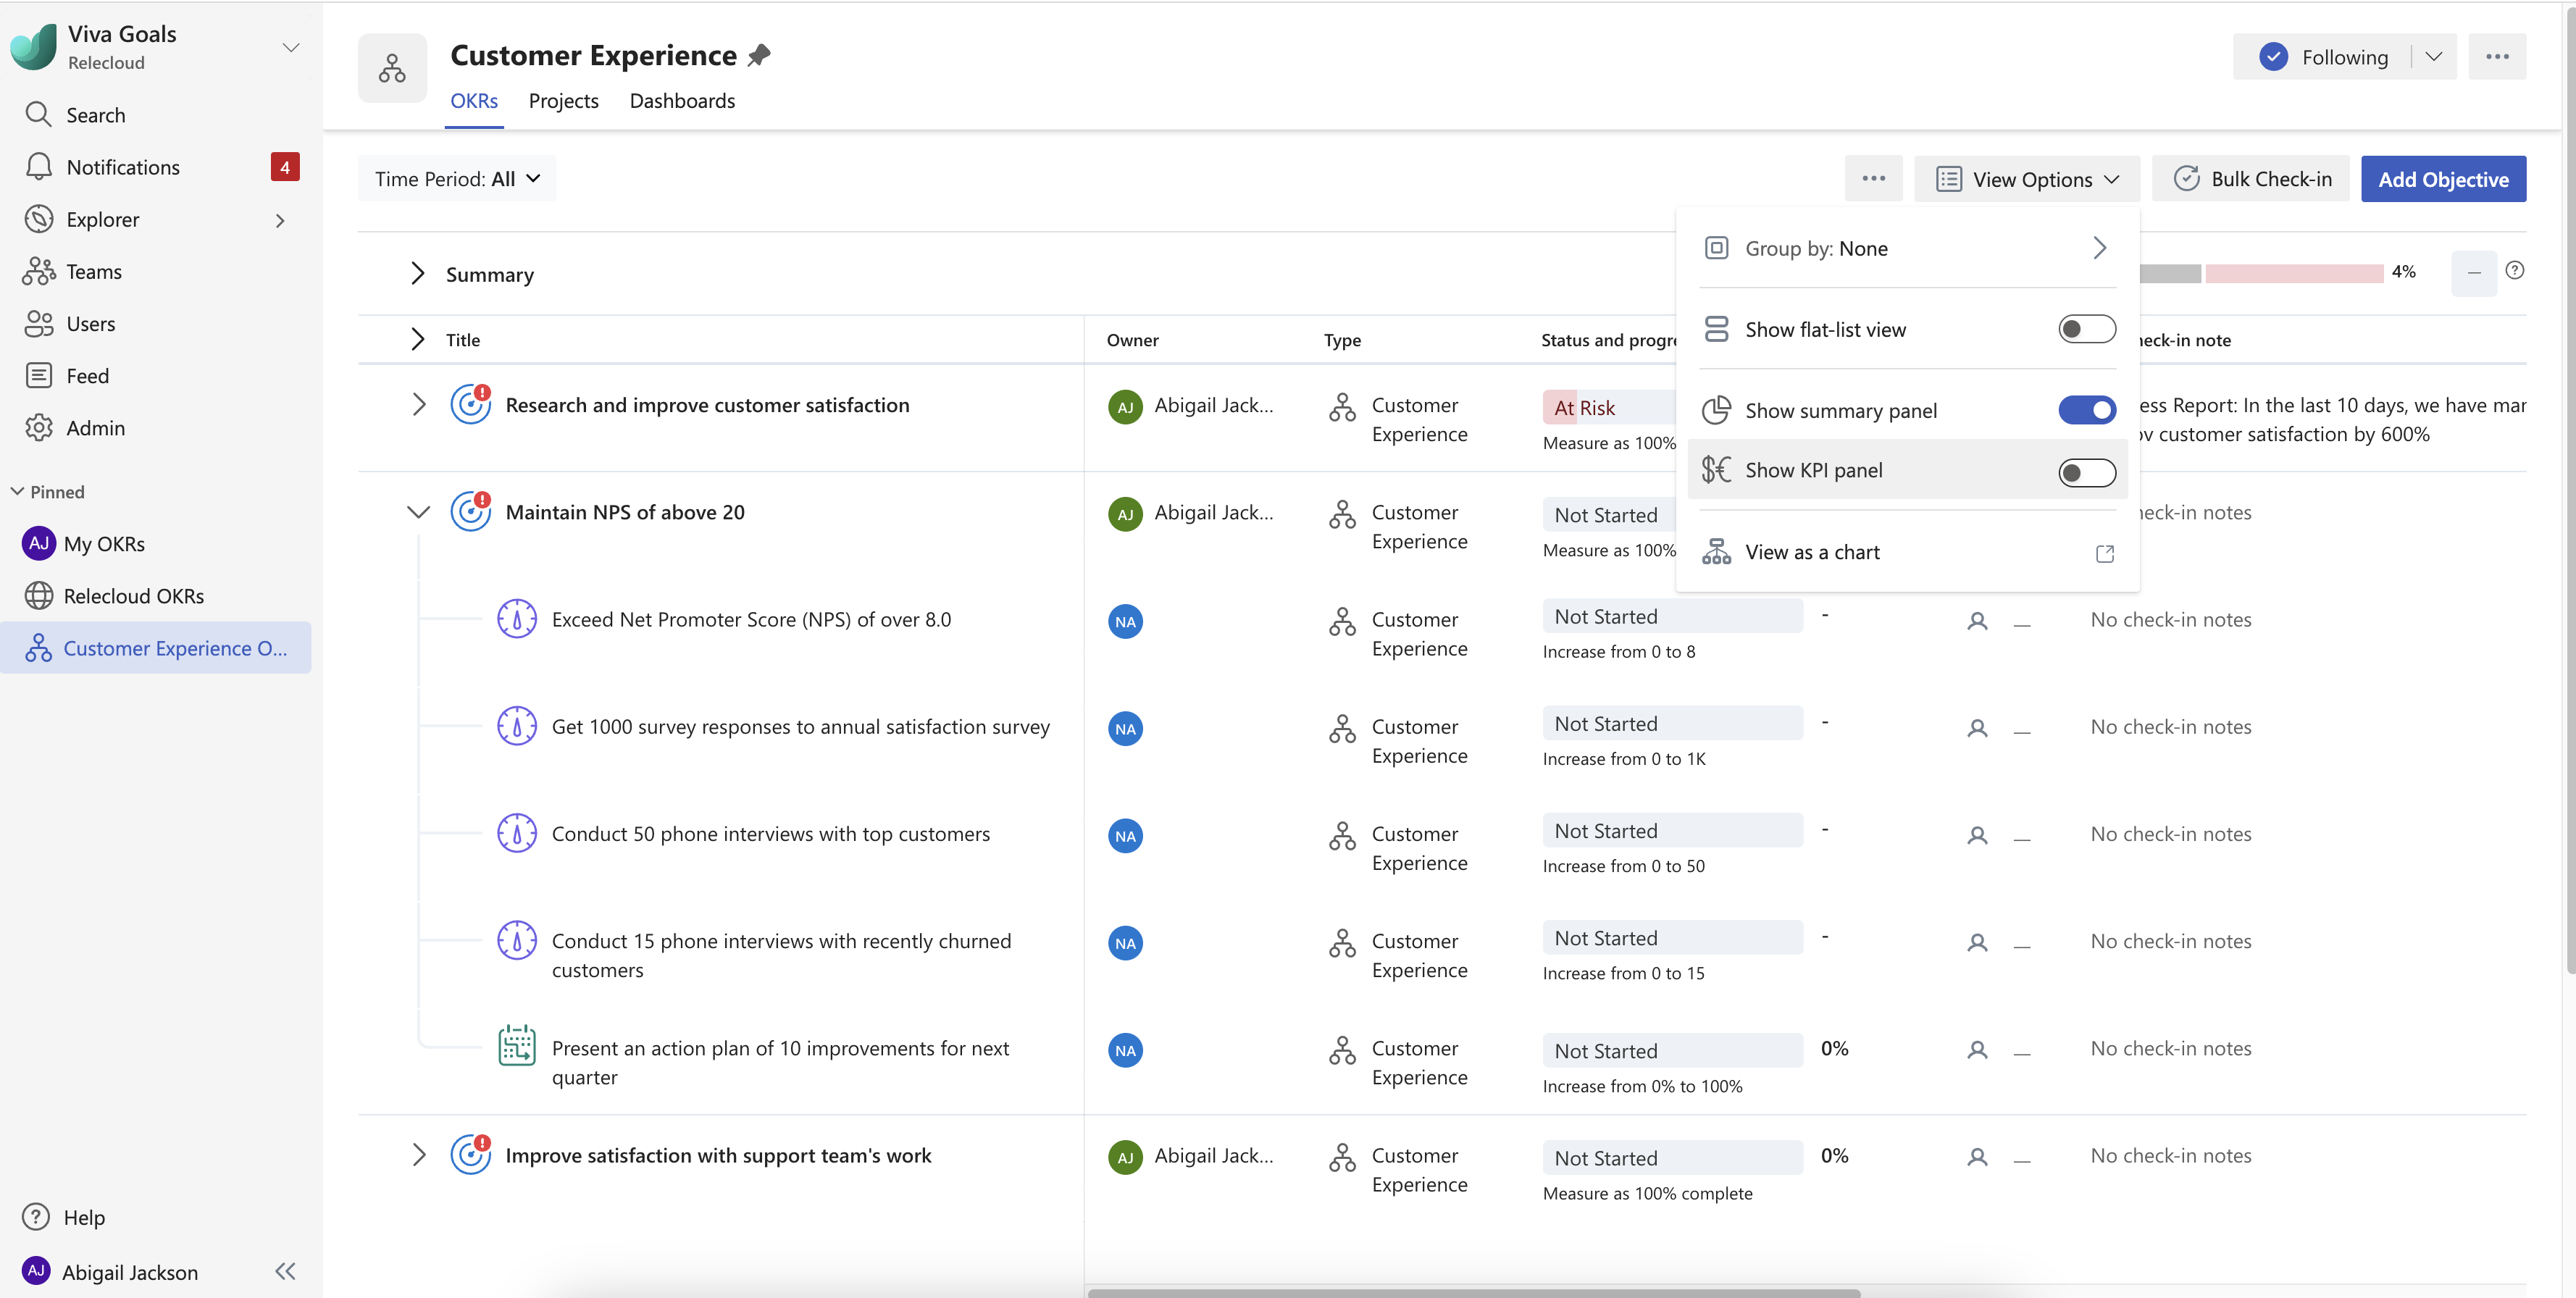 Viva Goals
Relecloud
Search
Notifications 4
Explorer
Teams
Users
Feed
Admin
Pinned
AJ My OKRs
Relecloud OKRs
Customer Experience O...
Help
AJ Abigail Jackson
Customer Experience
Following
OKRs Projects Dashboards
Time Period: All
View Options
Bulk Check-in
Add Objective
Group by: None
Show flat-list view
Show summary panel
Show KPI panel
View as a chart
Summary
4%
Title Owner Type Status and progre heck-in note
Research and improve customer satisfaction
AJ Abigail Jack...
Customer
Experience
At Risk
Measure as 100%
ess Report: In the last 10 days, we have mar
ov customer satisfaction by 600%
Maintain NPS of above 20
AJ Abigail Jack...
Customer
Experience
Not Started
Measure as 100%
heck-in notes
Exceed Net Promoter Score (NPS) of over 8.0
NA
Customer
Experience
Not Started -
Increase from 0 to 8
No check-in notes
Get 1000 survey responses to annual satisfaction survey
NA
Customer
Experience
Not Started -
Increase from 0 to 1K
No check-in notes
Conduct 50 phone interviews with top customers
NA
Customer
Experience
Not Started -
Increase from 0 to 50
No check-in notes
Conduct 15 phone interviews with recently churned
customers
NA
Customer
Experience
Not Started -
Increase from 0 to 15
No check-in notes
Present an action plan of 10 improvements for next
quarter
NA
Customer
Experience
Not Started 0%
Increase from 0% to 100%
No check-in notes
Improve satisfaction with support team's work
AJ Abigail Jack...
Customer
Experience
Not Started 0%
Measure as 100% complete
No check-in notes